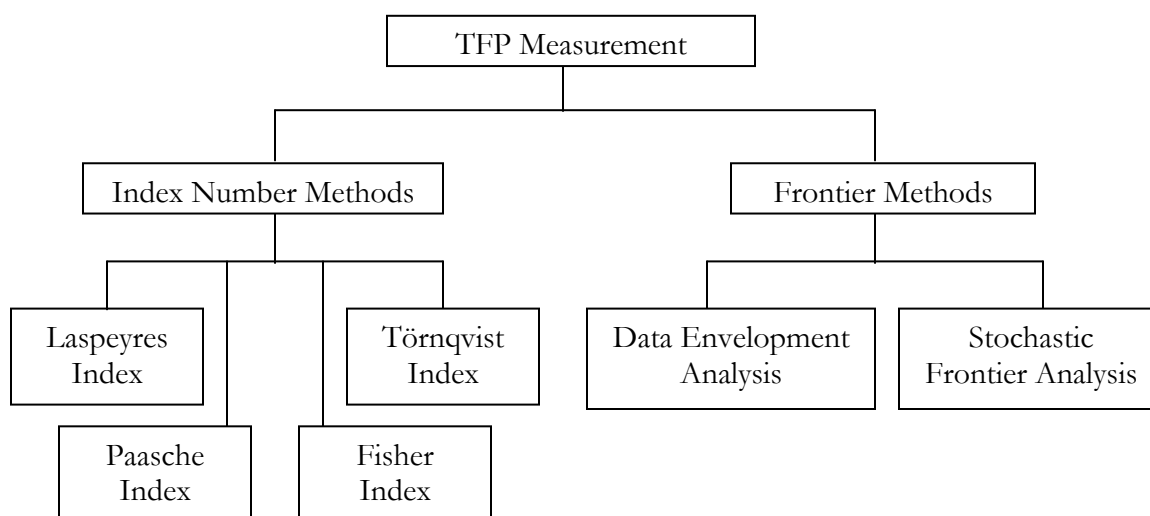 TFP Measurement
Index Number Methods
Frontier Methods
Laspeyres
Index
Törnqvist
Index
Data Envelopment
Analysis
Stochastic
Frontier Analysis
Paasche
Index
Fisher
Index